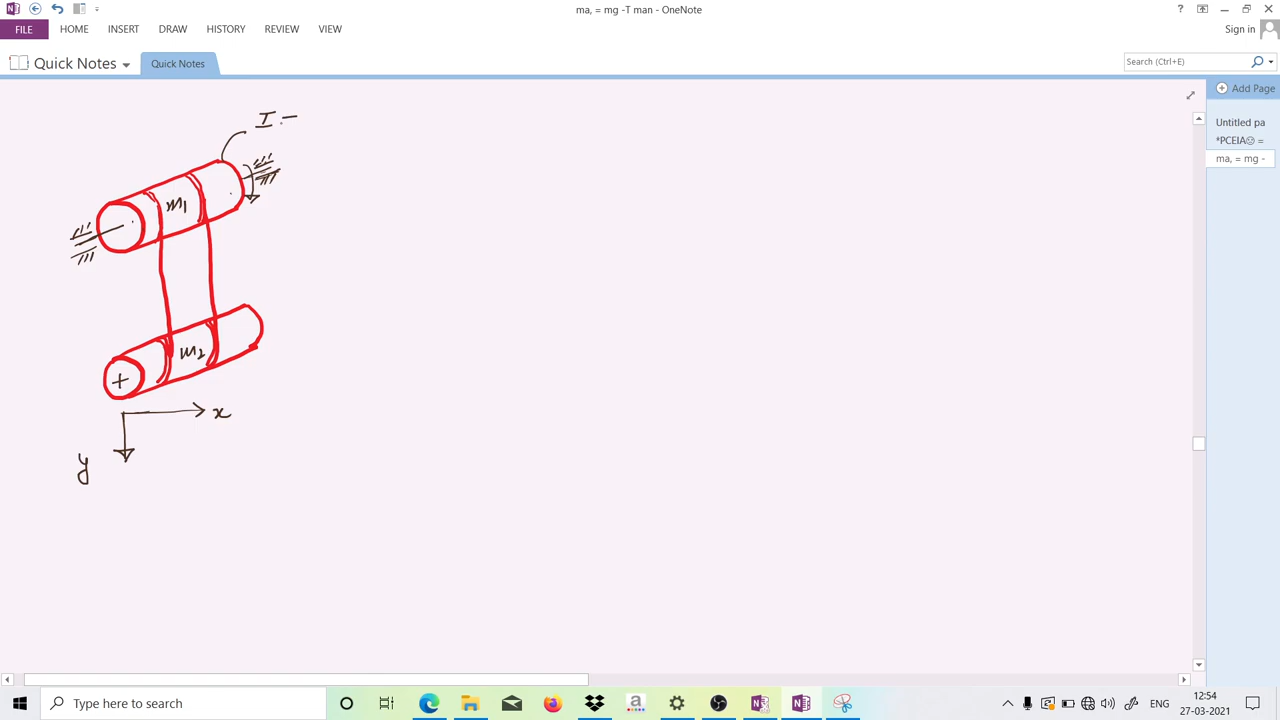 ma, = mg -T man - OneNote
?
Sign in
FILE
HOME
INSERT
DRAW
HISTORY
REVIEW
VIEW
Quick Notes
Quick Notes
Search (Ctrl+E)
Add Page
Untitled pa
*PCEIA☹ =
ma, = mg -
I -
m1
m2
+
x
y
Type here to search
a
ENG
12:54
27-03-2021